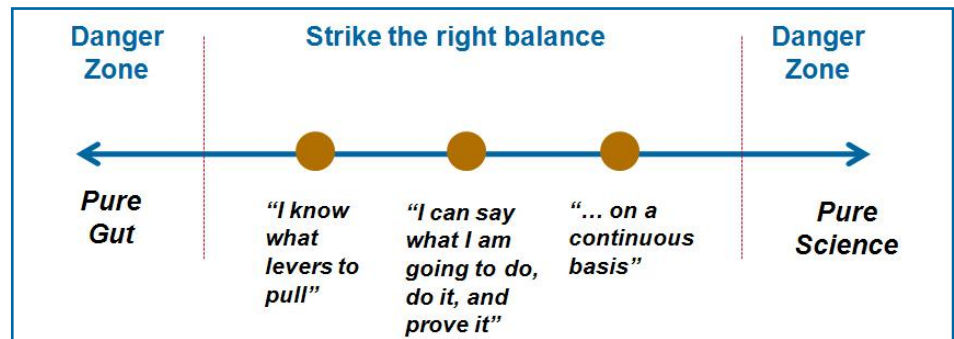 Danger
Zone
Strike the right balance
Danger
Zone
Pure
Gut
“I know
what
levers to
pull”
“I can say
what I am
going to do,
do it, and
prove it”
“… on a
continuous
basis”
Pure
Science